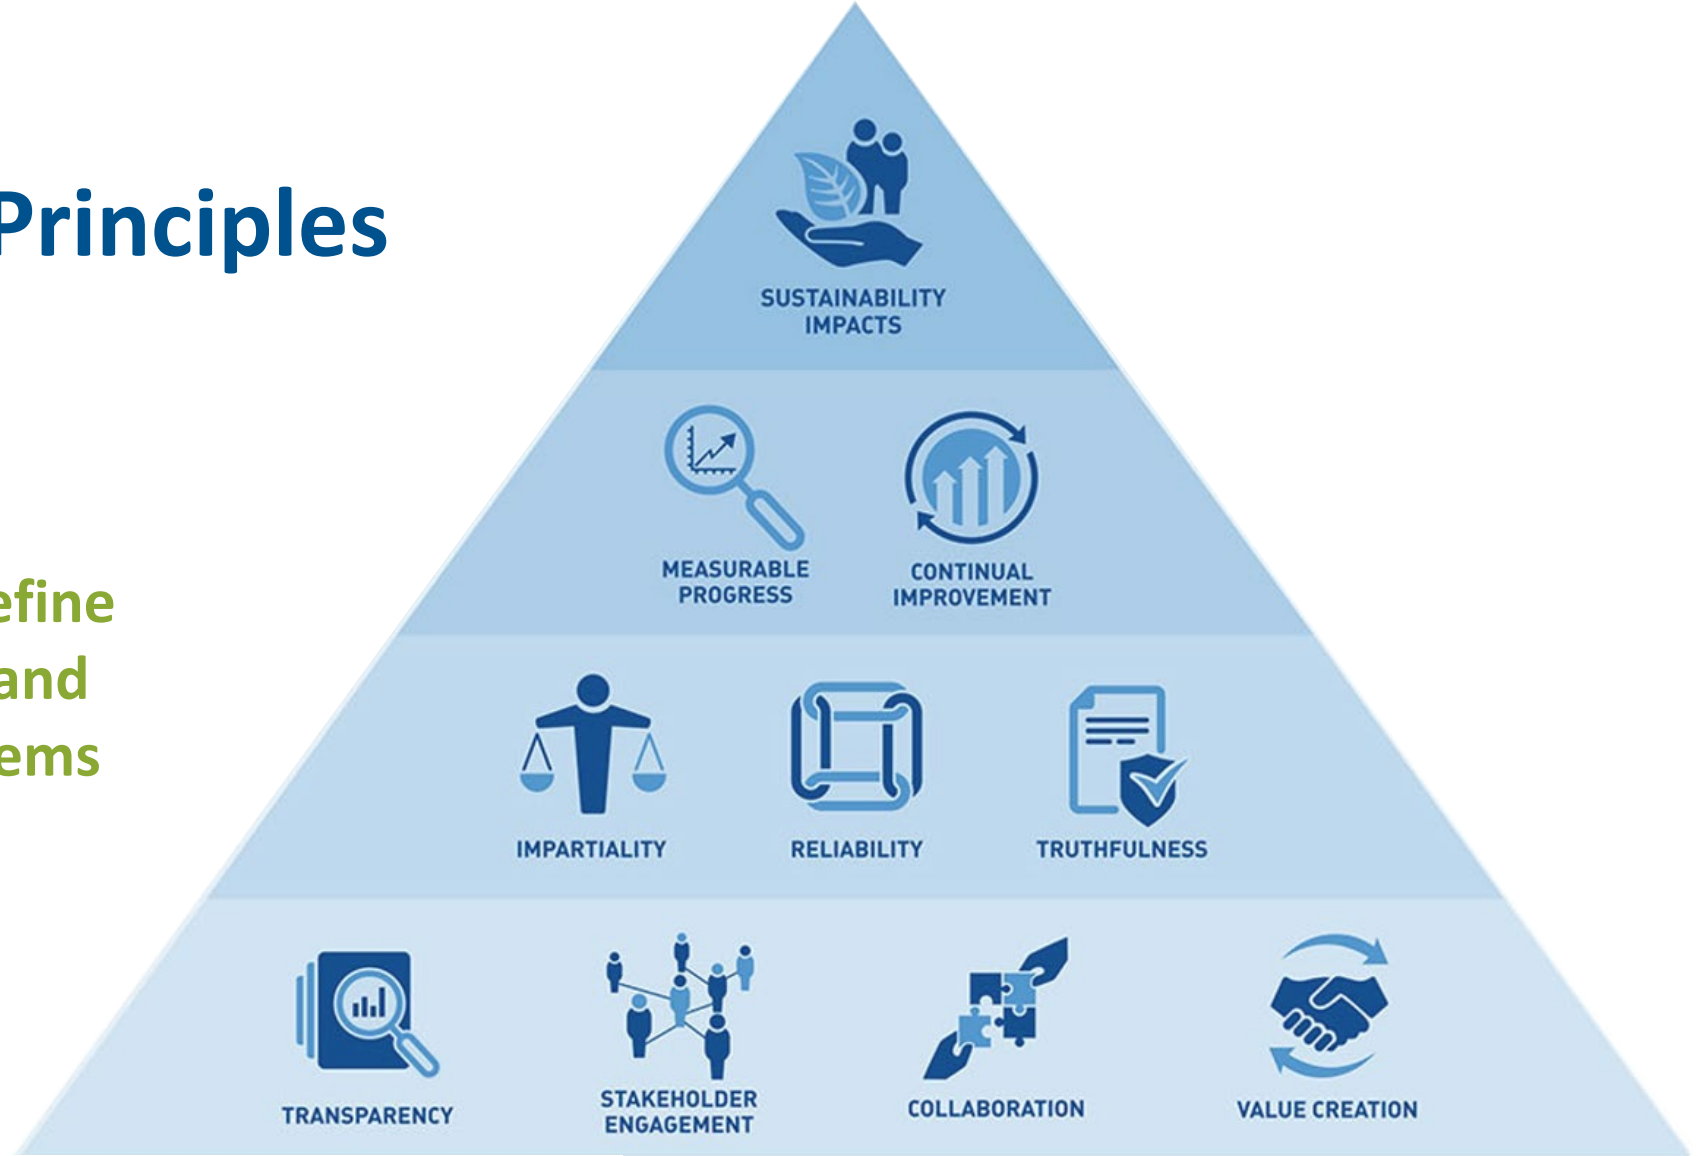 Principles
efine
and
ems
SUSTAINABILITY
IMPACTS
MEASURABLE
PROGRESS
CONTINUAL
IMPROVEMENT
IMPARTIALITY
RELIABILITY
TRUTHFULNESS
TRANSPARENCY
STAKEHOLDER
ENGAGEMENT
COLLABORATION
VALUE CREATION